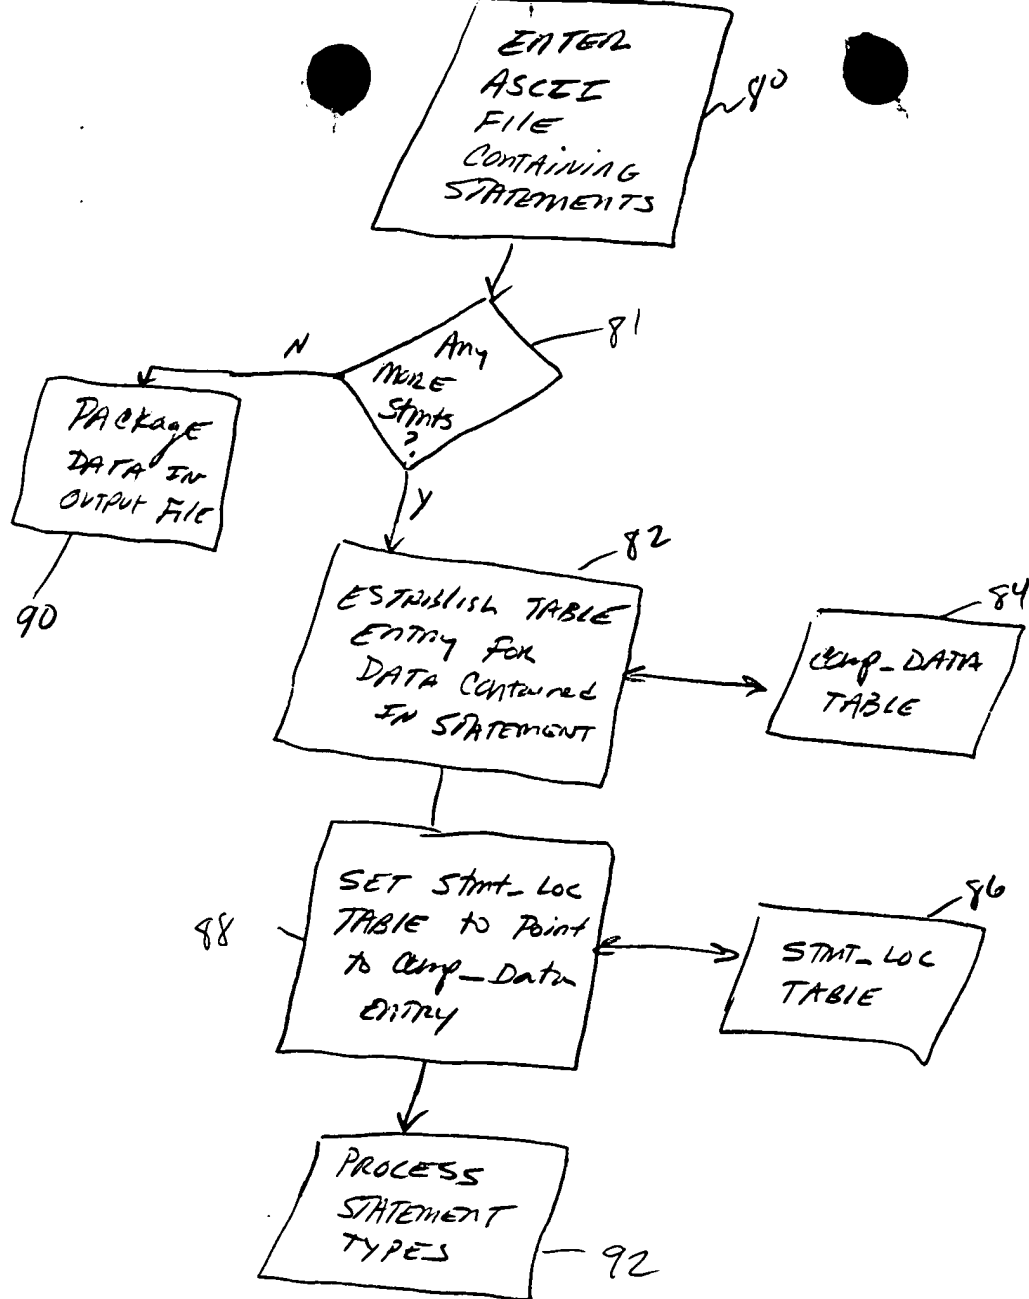 ENTER
ASCII
FILE
CONTAINING
STATEMENTS
80
Any
MORE
Stmts
?
81
N
Y
PACKage
DATA IN
OUTPUT FILE
90
ESTABlish TABLE
ENTRY FOR
DATA Contained
IN STATEMENT
82
Comp_DATA
TABLE
84
SET Stmt_Loc
TABLE to Point
to Comp_Data
ENTRY
88
STMT_LOC
TABLE
86
PROCESS
STATEMENT
TYPES
92